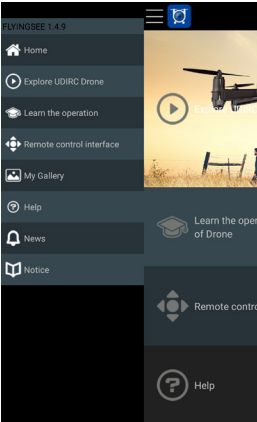 FLYINGSEE 1.4.9
Home
Explore UDIRC Drone
Learn the operation
Remote control interface
My Gallery
Help
News
Notice
Learn the oper
of Drone
Remote contro
Help